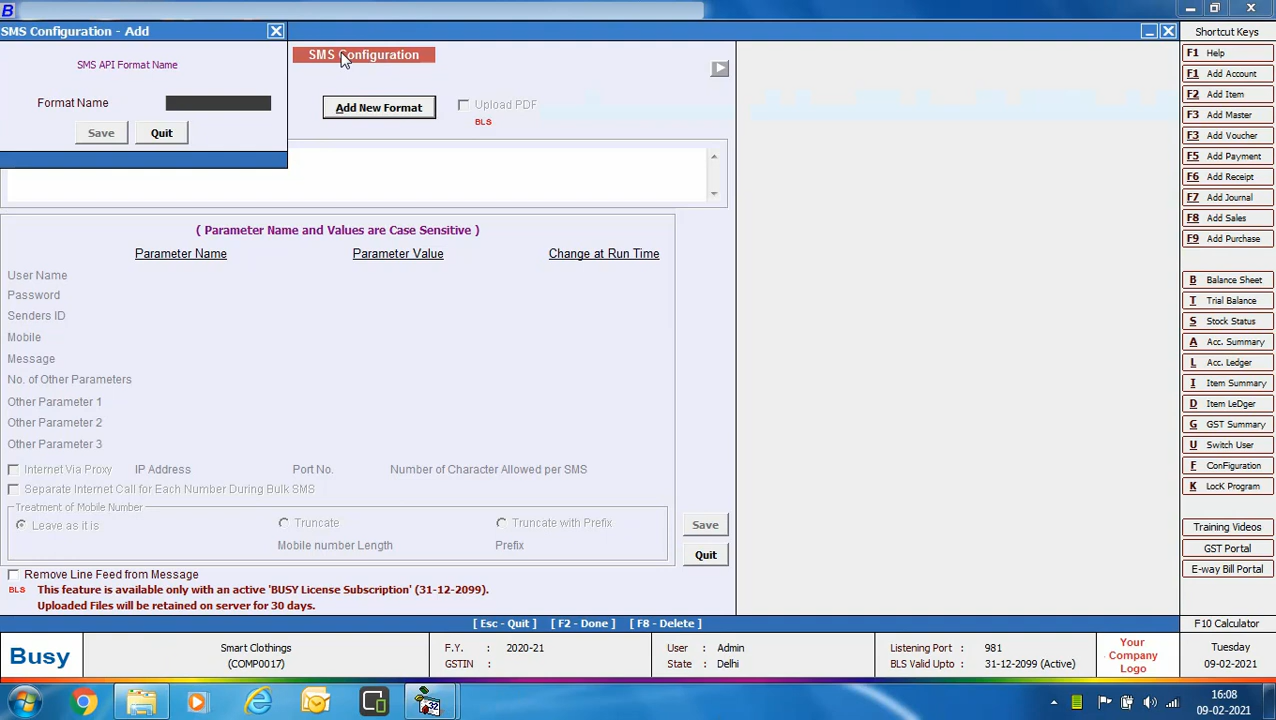 B
SMS Configuration - Add
SMS API Format Name
Format Name
Save
Quit
SMS Configuration
Add New Format
Upload PDF
BLS
( Parameter Name and Values are Case Sensitive )
Parameter Name
Parameter Value
Change at Run Time
User Name
Password
Senders ID
Mobile
Message
No. of Other Parameters
Other Parameter 1
Other Parameter 2
Other Parameter 3
Internet Via Proxy
IP Address
Port No.
Number of Character Allowed per SMS
Separate Internet Call for Each Number During Bulk SMS
Treatment of Mobile Number
Leave as it is
Truncate
Truncate with Prefix
Mobile number Length
Prefix
Save
Quit
Remove Line Feed from Message
BLS This feature is available only with an active 'BUSY License Subscription' (31-12-2099).
Uploaded Files will be retained on server for 30 days.
[ Esc - Quit ] [ F2 - Done ] [ F8 - Delete ]
Shortcut Keys
F1 Help
F1 Add Account
F2 Add Item
F3 Add Master
F3 Add Voucher
F5 Add Payment
F6 Add Receipt
F7 Add Journal
F8 Add Sales
F9 Add Purchase
B Balance Sheet
T Trial Balance
S Stock Status
A Acc. Summary
L Acc. Ledger
I Item Summary
D Item LeDger
G GST Summary
U Switch User
F ConFiguration
K LocK Program
Training Videos
GST Portal
E-way Bill Portal
F10 Calculator
Busy
Smart Clothings
(COMP0017)
F.Y. : 2020-21
GSTIN :
User : Admin
State : Delhi
Listening Port : 981
BLS Valid Upto : 31-12-2099 (Active)
Your
Company
Logo
Tuesday
09-02-2021
32
16:08
09-02-2021